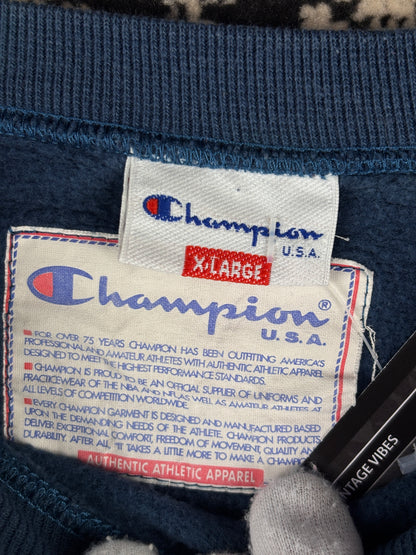 Champion
U.S.A.
X-LARGE
Champion®
U.S.A.
FOR OVER 75 YEARS CHAMPION HAS BEEN OUTFITTING AMERICA'S
PROFESSIONAL AND AMATEUR ATHLETES WITH AUTHENTIC ATHLETIC APPAREL
DESIGNED TO MEET THE HIGHEST PERFORMANCE STANDARDS.
CHAMPION IS PROUD TO BE AN OFFICIAL SUPPLIER OF UNIFORMS AND
PRACTICEWEAR OF THE NBA AND NFL AS WELL AS AMATEUR ATHLETES AT
ALL LEVELS OF COMPETITION WORLDWIDE.
EVERY CHAMPION GARMENT IS DESIGNED AND MANUFACTURED BASED
UPON THE DEMANDING NEEDS OF THE ATHLETE. CHAMPION PRODUCTS
DELIVER EXCEPTIONAL COMFORT, FREEDOM OF MOVEMENT, QUALITY AND
DURABILITY. AFTER ALL, "IT TAKES A LITTLE MORE TO MAKE A CHAMPION
AUTHENTIC ATHLETIC APPAREL
VINTAGE VIBES